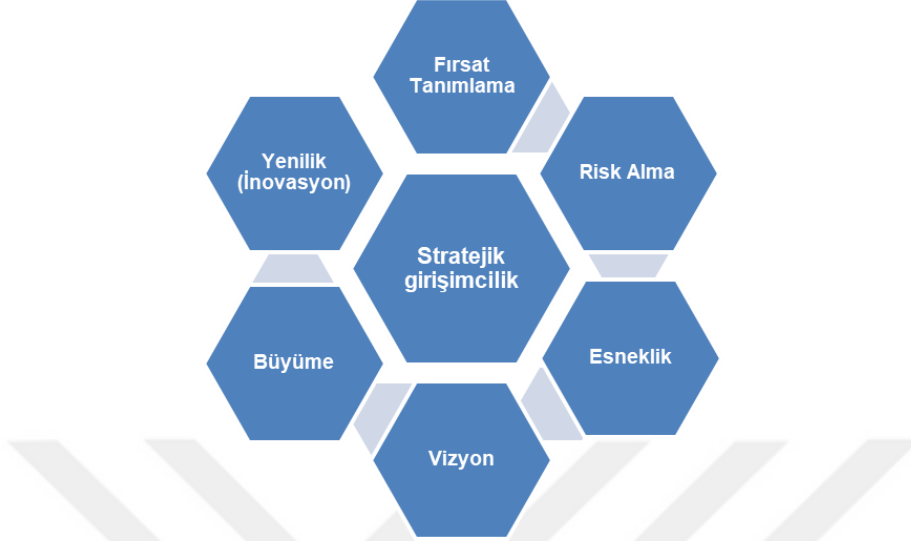 Fırsat
Tanımlama
Yenilik
(İnovasyon)
Risk Alma
Stratejik
girişimcilik
Büyüme
Esneklik
Vizyon